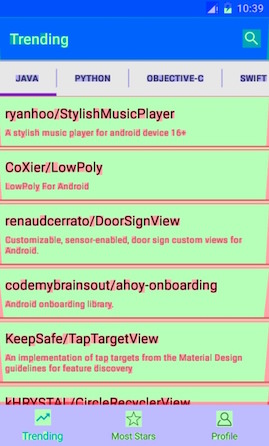 10:39
Trending
JAVA
PYTHON
OBJECTIVE-C
SWIFT
ryanhoo/StylishMusicPlayer
A stylish music player for android device 16+
CoXier/LowPoly
LowPoly For Android
renaudcerrato/DoorSignView
Customizable, sensor-enabled, door sign custom views for
Android.
codemybrainsout/ahoy-onboarding
Android onboarding library.
KeepSafe/TapTargetView
An implementation of tap targets from the Material Design
guidelines for feature discovery
kHRYSTAL/CircleRecyclerView
Trending
Most Stars
Profile